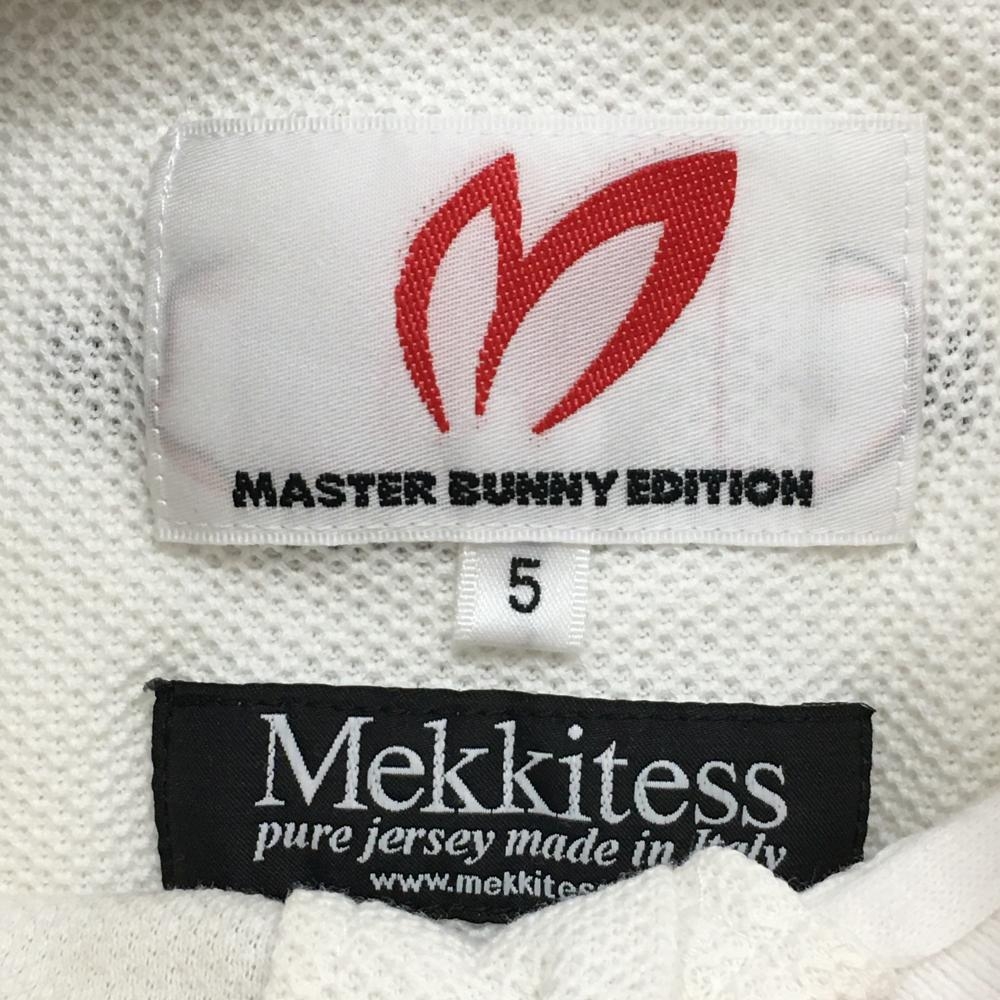 MASTER BUNNY EDITION
5
Mekkitess
pure jersey made in Italy